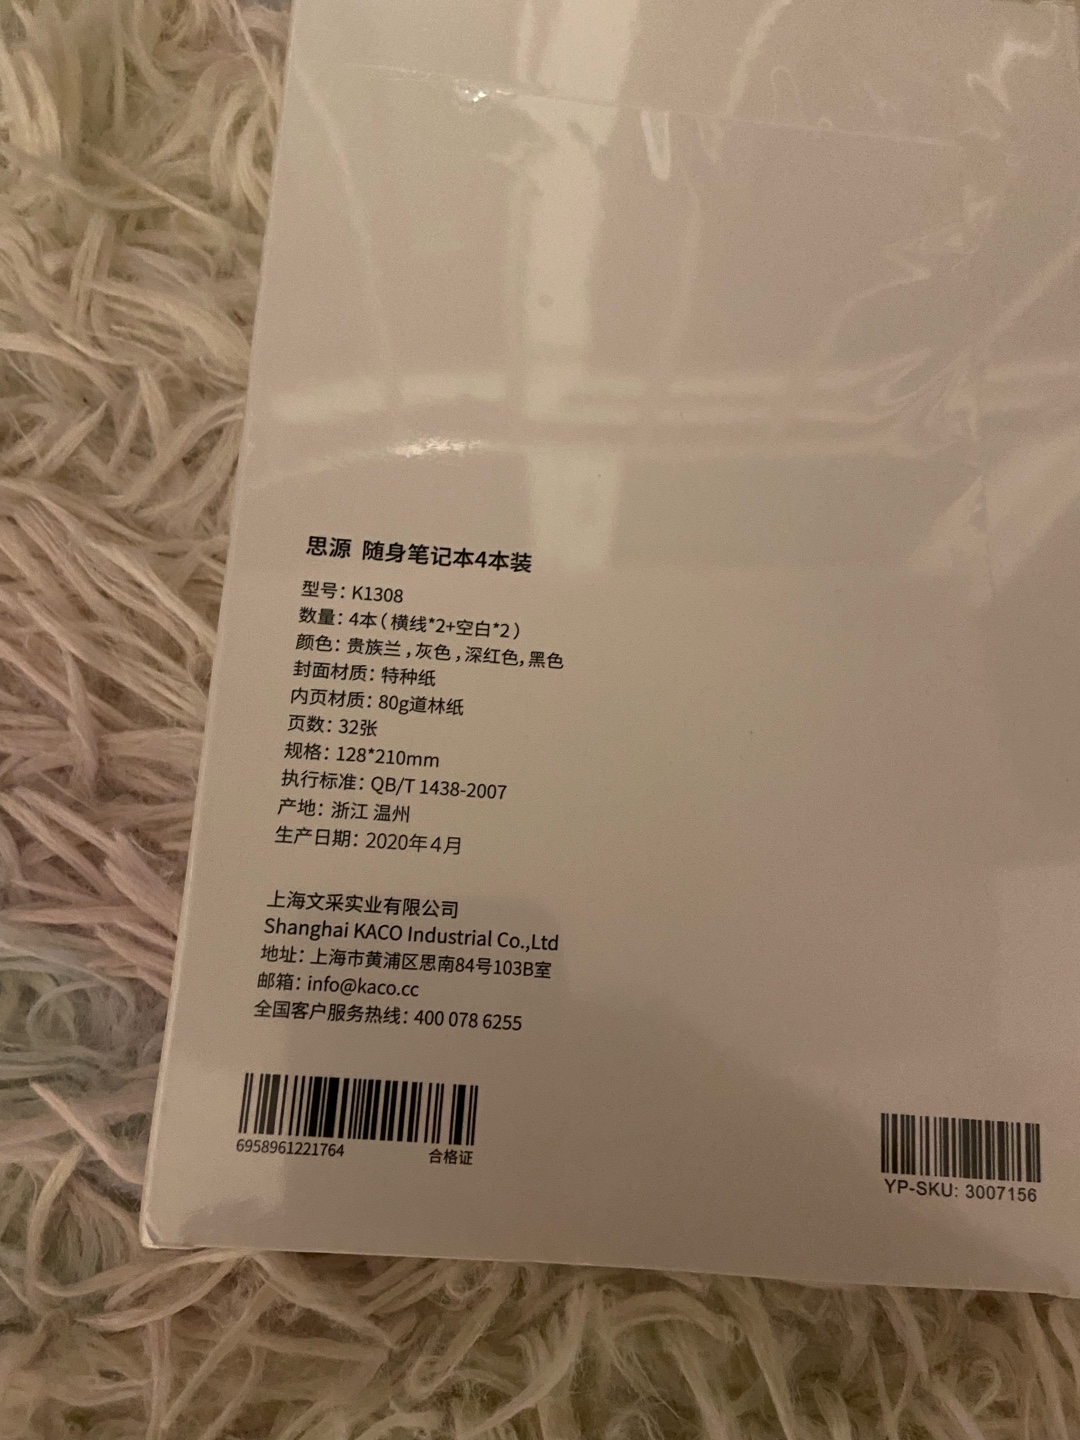 思源 随身笔记本4本装
型号：K1308
数量：4本（横线*2+空白*2）
颜色：贵族兰，灰色，深红色，黑色
封面材质：特种纸
内页材质：80g道林纸
页数：32张
规格：128*210mm
执行标准：QB/T 1438-2007
产地：浙江 温州
生产日期：2020年4月
上海文采实业有限公司
Shanghai KACO Industrial Co.,Ltd
地址：上海市黄浦区思南84号103B室
邮箱：info@kaco.cc
全国客户服务热线：400 078 6255
6958961221764 合格证
YP-SKU: 3007156